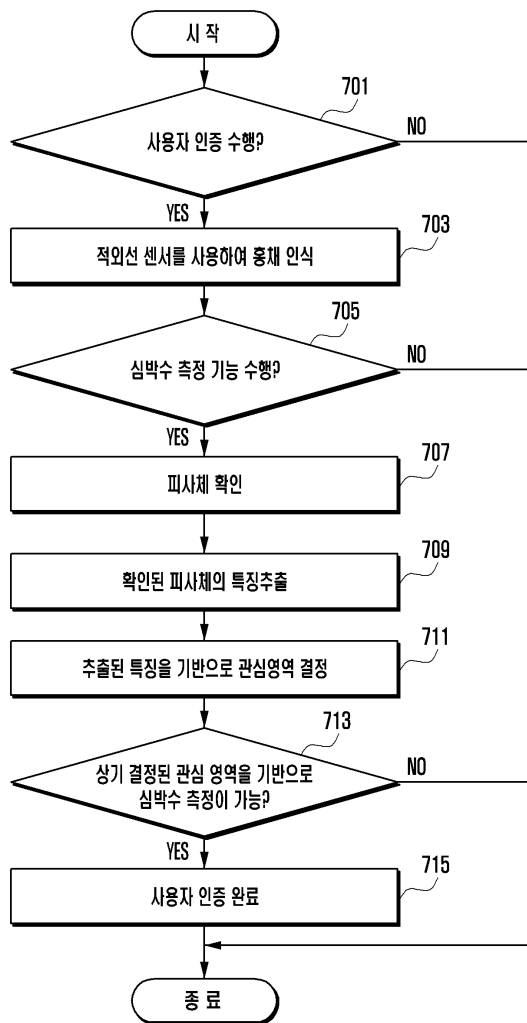 시 작
701
사용자 인증 수행?
NO
YES
703
적외선 센서를 사용하여 홍채 인식
705
심박수 측정 기능 수행?
NO
YES
707
피사체 확인
709
확인된 피사체의 특징추출
711
추출된 특징을 기반으로 관심영역 결정
713
상기 결정된 관심 영역을 기반으로
심박수 측정이 가능?
NO
YES
715
사용자 인증 완료
종 료